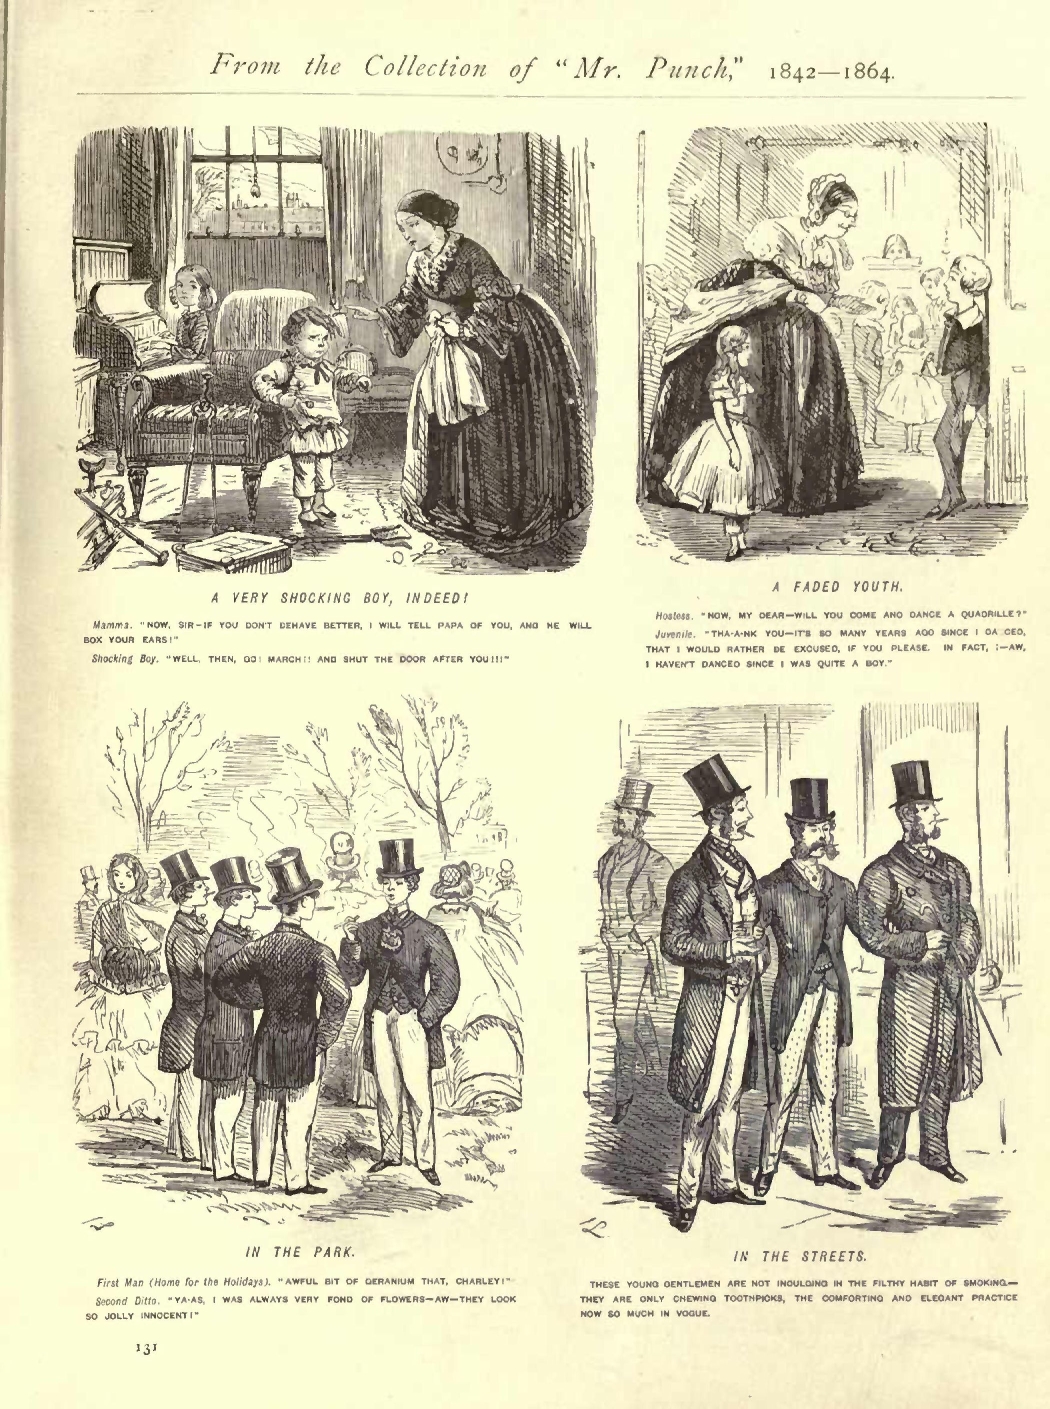 From the Collection of "Mr. Punch," 1842—1864.
A VERY SHOCKING BOY, INDEED!
Mamma. "NOW, SIR—IF YOU DON'T BEHAVE BETTER, I WILL TELL PAPA OF YOU, AND HE WILL
BOX YOUR EARS!"
Shocking Boy. "WELL, THEN, GO! MARCH!! AND SHUT THE DOOR AFTER YOU!!!"
A FADED YOUTH.
Hostess. "NOW, MY DEAR—WILL YOU COME AND DANCE A QUADRILLE?"
Juvenile. "THA-A-NK YOU—IT'S SO MANY YEARS AGO SINCE I DA CED,
THAT I WOULD RATHER BE EXCUSED, IF YOU PLEASE. IN FACT, I—AW,
I HAVEN'T DANCED SINCE I WAS QUITE A BOY."
IN THE PARK.
First Man (Home for the Holidays). "AWFUL BIT OF GERANIUM THAT, CHARLEY!"
Second Ditto. "YA-AS, I WAS ALWAYS VERY FOND OF FLOWERS—AW—THEY LOOK
SO JOLLY INNOCENT!"
IN THE STREETS.
THESE YOUNG GENTLEMEN ARE NOT INDULGING IN THE FILTHY HABIT OF SMOKING—
THEY ARE ONLY CHEWING TOOTHPICKS, THE COMFORTING AND ELEGANT PRACTICE
NOW SO MUCH IN VOGUE.
131